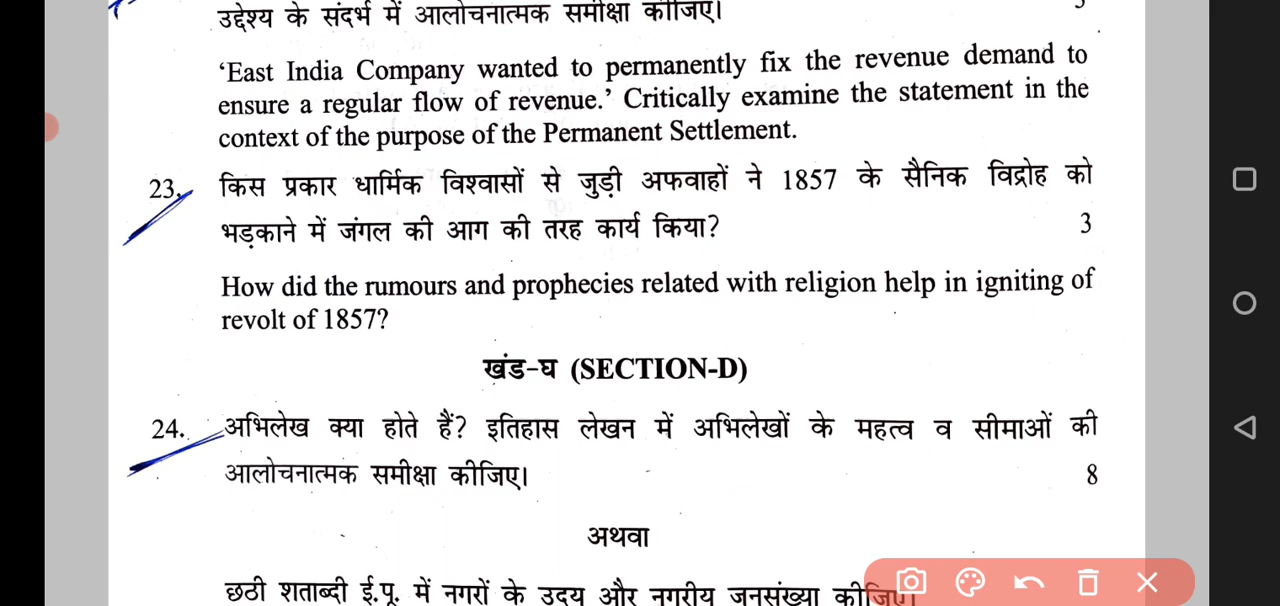 उद्देश्य के संदर्भ में आलोचनात्मक समीक्षा कीजिए।
‘East India Company wanted to permanently fix the revenue demand to
ensure a regular flow of revenue.’ Critically examine the statement in the
context of the purpose of the Permanent Settlement.
23. किस प्रकार धार्मिक विश्वासों से जुड़ी अफवाहों ने 1857 के सैनिक विद्रोह को
भड़काने में जंगल की आग की तरह कार्य किया? 3
How did the rumours and prophecies related with religion help in igniting of
revolt of 1857?
खंड-घ (SECTION-D)
24. अभिलेख क्या होते हैं? इतिहास लेखन में अभिलेखों के महत्व व सीमाओं की
आलोचनात्मक समीक्षा कीजिए। 8
अथवा
छठी शताब्दी ई.पू. में नगरों के उदय और नगरीय जनसंख्या कीजिए।